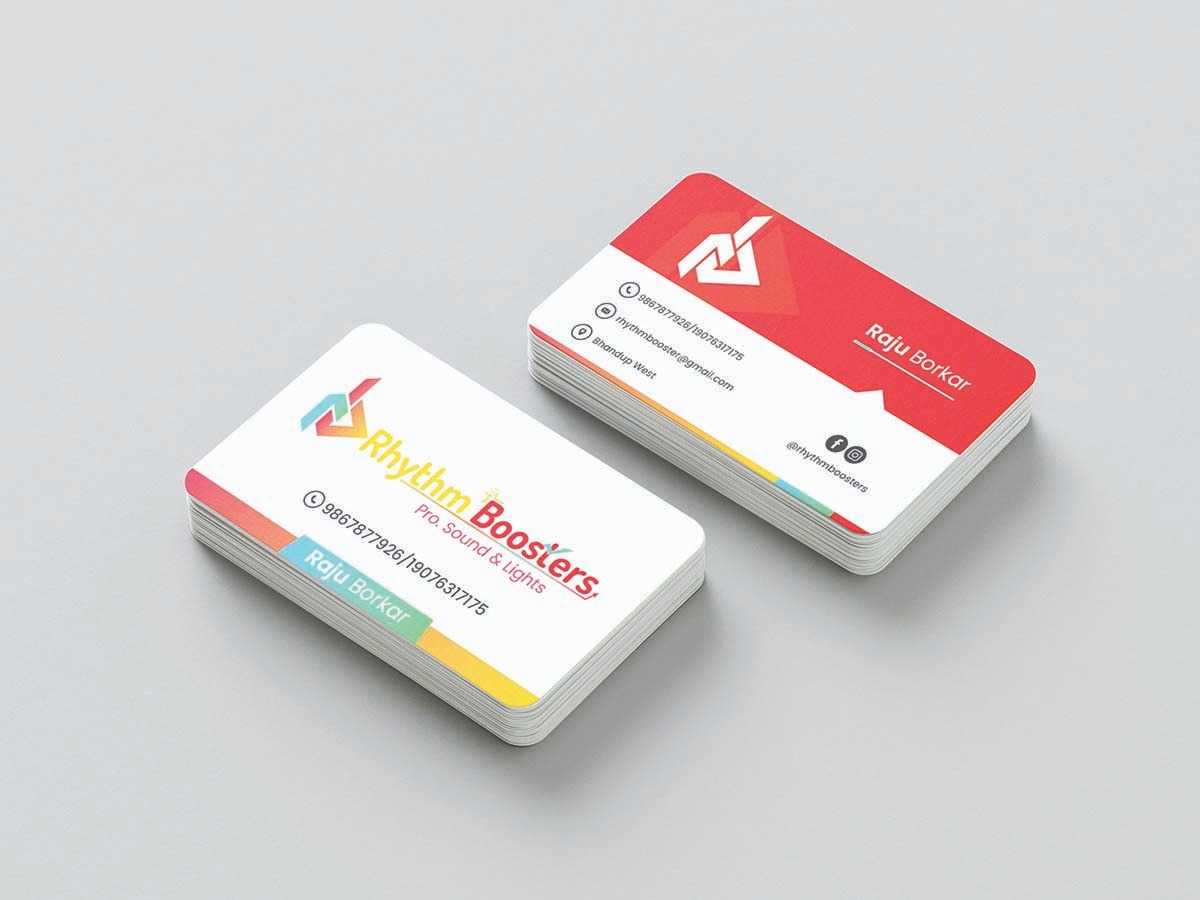 Rhythm Boosters
Pro. Sound & Lights
9867877926/19076317175
Raju Borkar
Raju Borkar
9867877926/19076317175
rhythmbooster@gmail.com
Bhandup West
@rhythmboosters